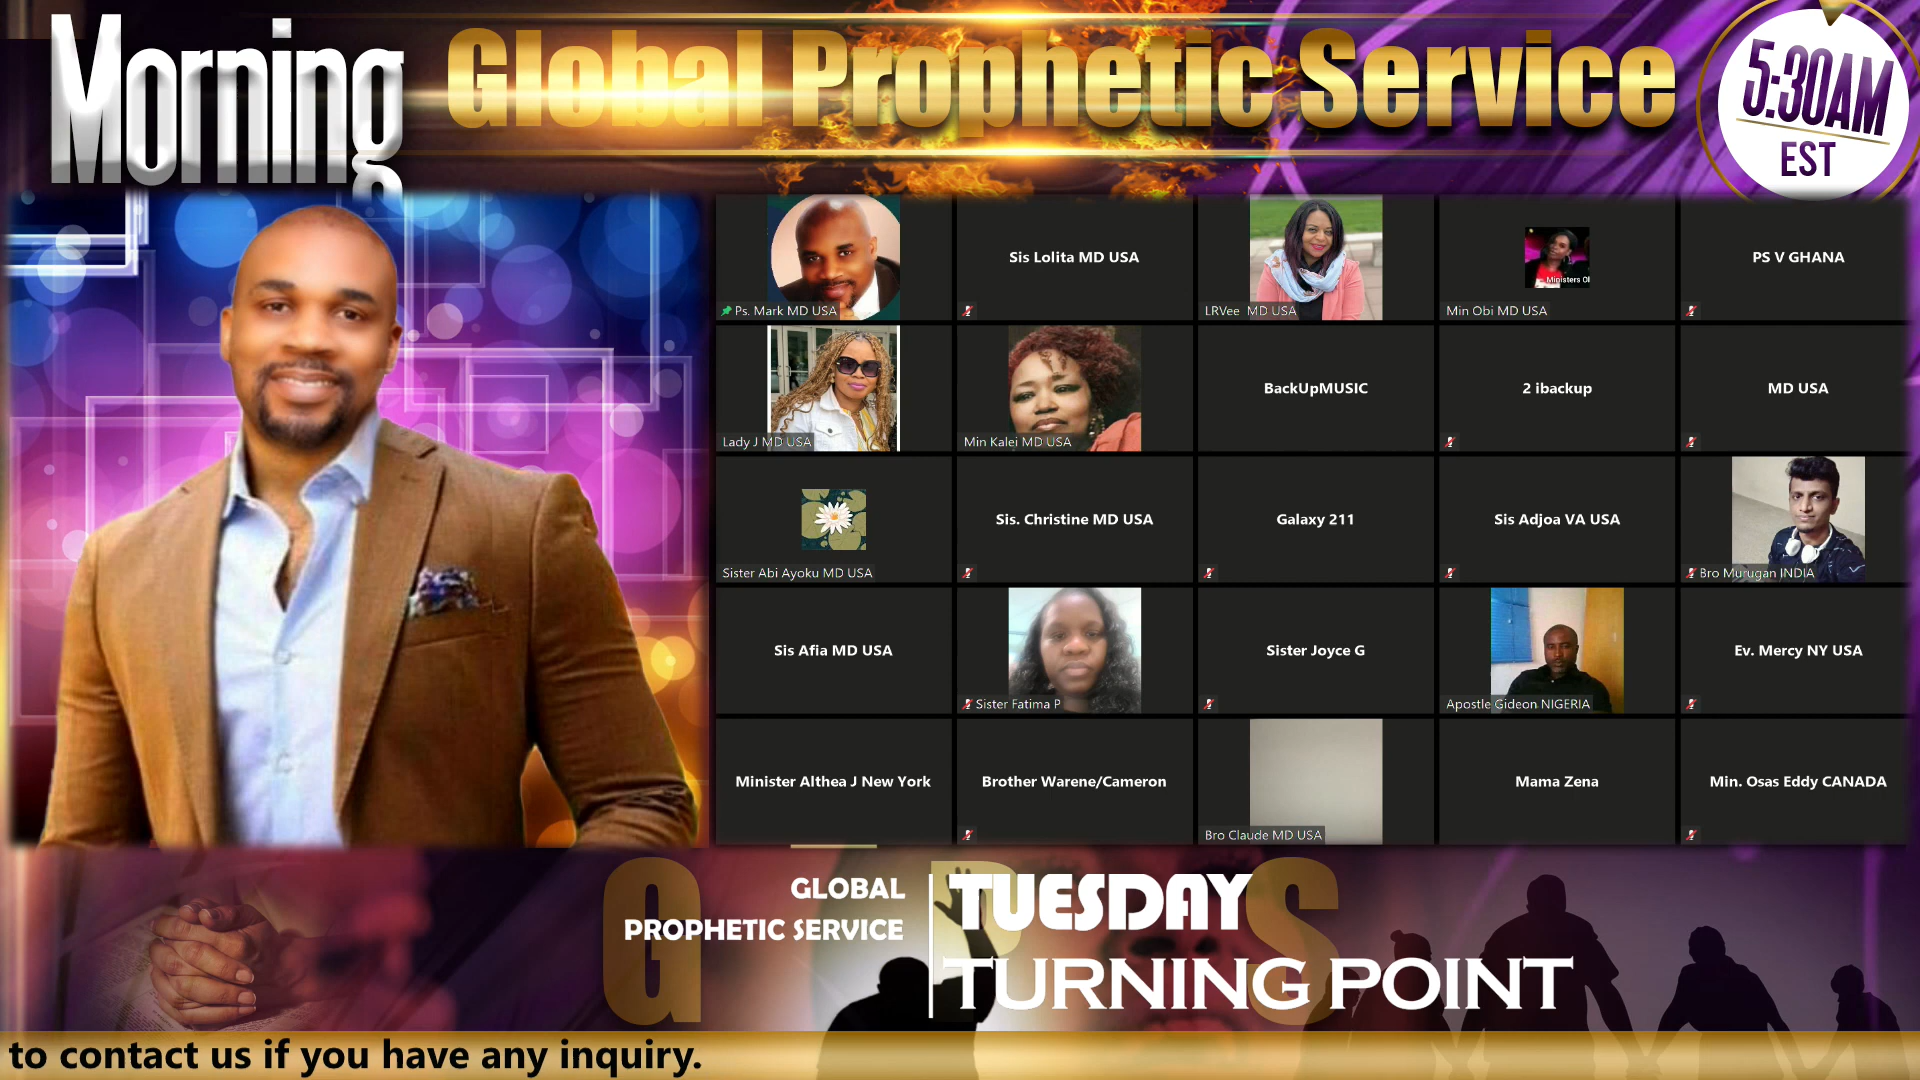 Morning
Global Prophetic Service
5:30AM
EST
Ps. Mark MD USA
Sis Lolita MD USA
LRVee MD USA
Ministers
Min Obi MD USA
PS V GHANA
Lady J MD USA
Min Kalei MD USA
BackUpMUSIC
2 ibackup
MD USA
Sister Abi Ayoku MD USA
Sis. Christine MD USA
Galaxy 211
Sis Adjoa VA USA
Bro Murugan INDIA
Sis Afia MD USA
Sister Fatima P
Sister Joyce G
Apostle Gideon NIGERIA
Ev. Mercy NY USA
Minister Althea J New York
Brother Warene/Cameron
Bro Claude MD USA
Mama Zena
Min. Osas Eddy CANADA
G P S
GLOBAL
PROPHETIC SERVICE
TUESDAY
TURNING POINT
to contact us if you have any inquiry.